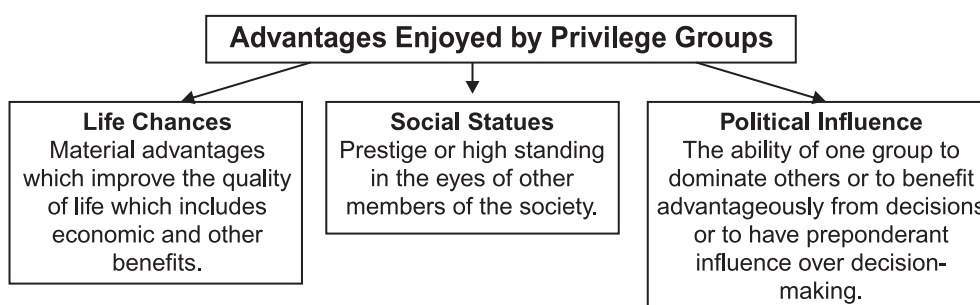 Advantages Enjoyed by Privilege Groups
Life Chances
Material advantages
which improve the quality
of life which includes
economic and other
benefits.
Social Statues
Prestige or high standing
in the eyes of other
members of the society.
Political Influence
The ability of one group to
dominate others or to benefit
advantageously from decisions
or to have preponderant
influence over decision-
making.